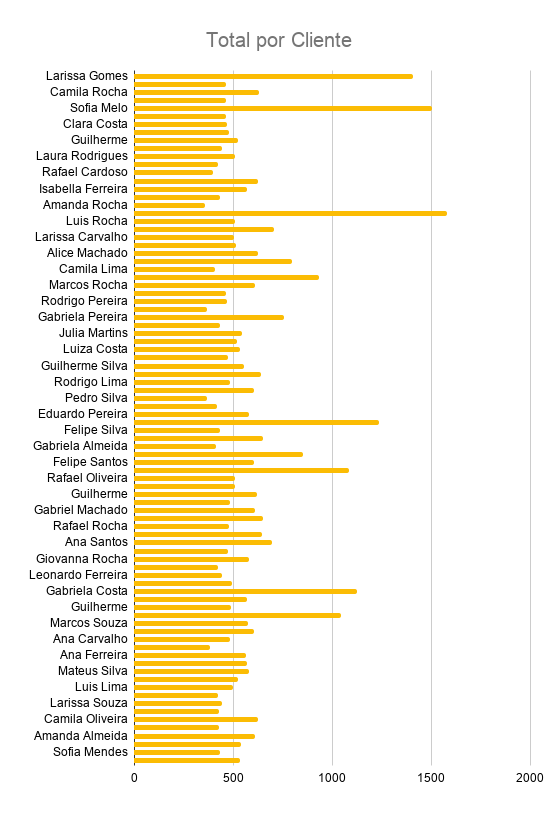 Total por Cliente
Larissa Gomes
Camila Rocha
Sofia Melo
Clara Costa
Guilherme
Laura Rodrigues
Rafael Cardoso
Isabella Ferreira
Amanda Rocha
Luis Rocha
Larissa Carvalho
Alice Machado
Camila Lima
Marcos Rocha
Rodrigo Pereira
Gabriela Pereira
Julia Martins
Luiza Costa
Guilherme Silva
Rodrigo Lima
Pedro Silva
Eduardo Pereira
Felipe Silva
Gabriela Almeida
Felipe Santos
Rafael Oliveira
Guilherme
Gabriel Machado
Rafael Rocha
Ana Santos
Giovanna Rocha
Leonardo Ferreira
Gabriela Costa
Guilherme
Marcos Souza
Ana Carvalho
Ana Ferreira
Mateus Silva
Luis Lima
Larissa Souza
Camila Oliveira
Amanda Almeida
Sofia Mendes
0 500 1000 1500 2000